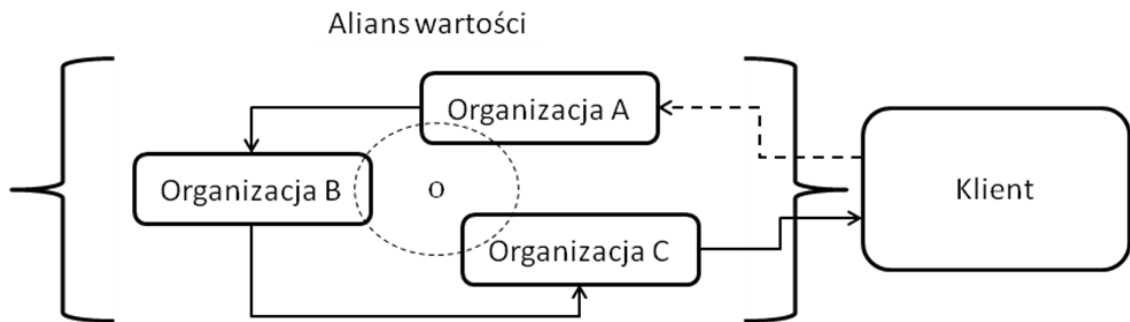 Alians wartości
Organizacja A
Organizacja B
o
Organizacja C
Klient